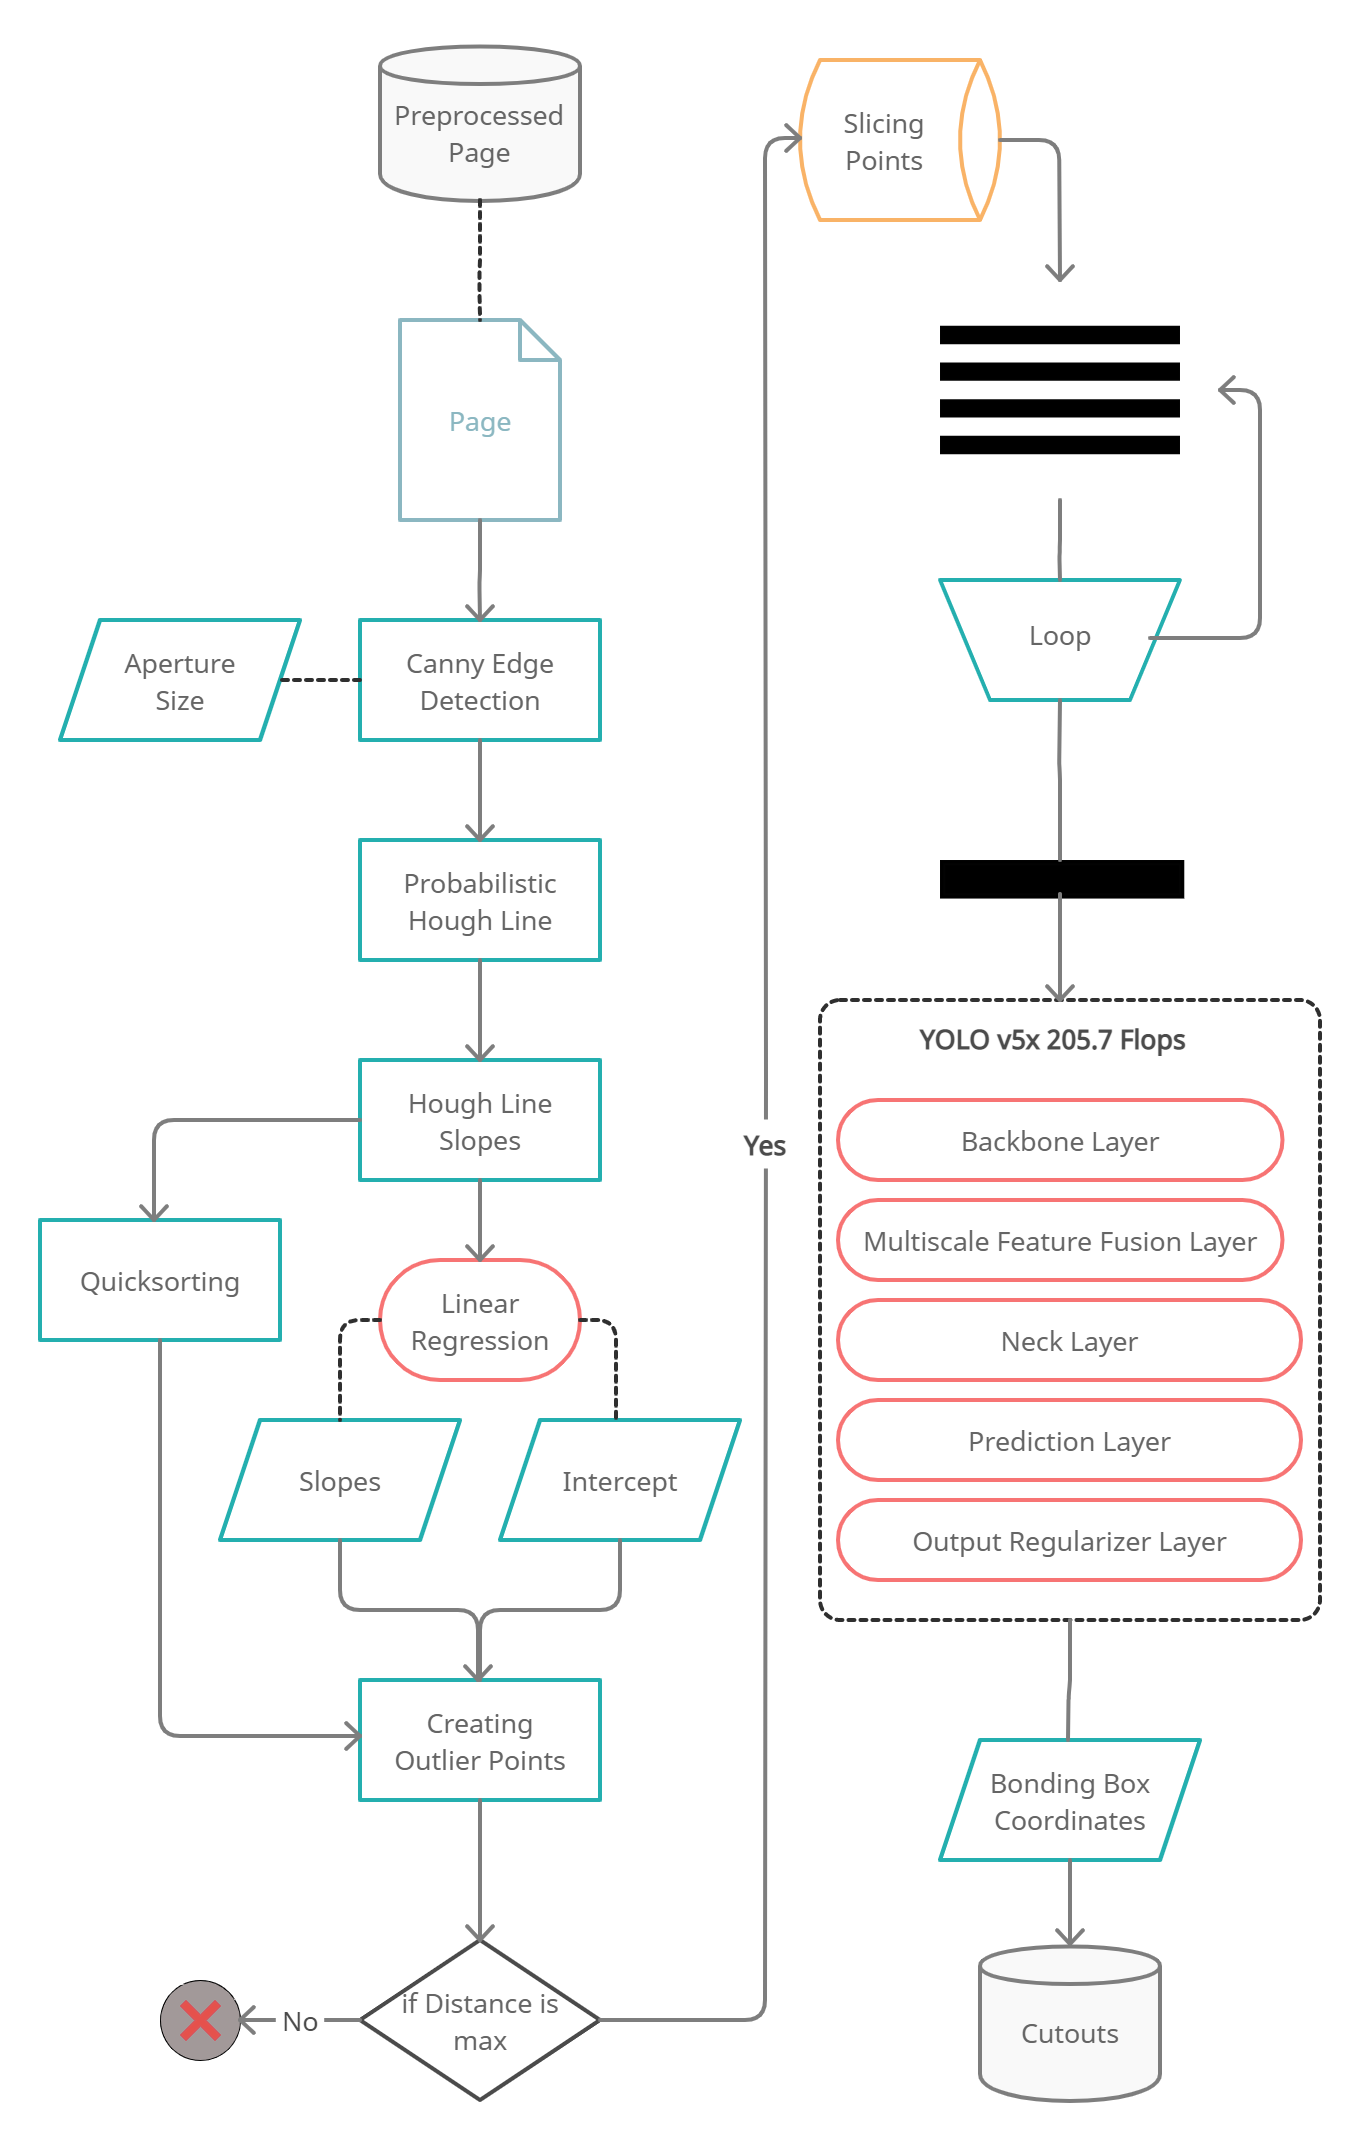 Preprocessed
Page
Page
Aperture
Size
Canny Edge
Detection
Probabilistic
Hough Line
Hough Line
Slopes
Quicksorting
Linear
Regression
Slopes
Intercept
Creating
Outlier Points
if Distance is
max
No
Yes
Slicing
Points
Loop
YOLO v5x 205.7 Flops
Backbone Layer
Multiscale Feature Fusion Layer
Neck Layer
Prediction Layer
Output Regularizer Layer
Bonding Box
Coordinates
Cutouts